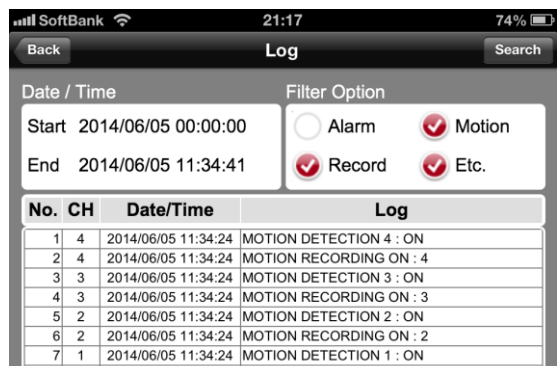 SoftBank 21:17 74%
Back Log Search
Date / Time Filter Option
Start 2014/06/05 00:00:00 Alarm Motion
End 2014/06/05 11:34:41 Record Etc.
No. CH Date/Time Log
1 4 2014/06/05 11:34:24 MOTION DETECTION 4 : ON
2 4 2014/06/05 11:34:24 MOTION RECORDING ON : 4
3 3 2014/06/05 11:34:24 MOTION DETECTION 3 : ON
4 3 2014/06/05 11:34:24 MOTION RECORDING ON : 3
5 2 2014/06/05 11:34:24 MOTION DETECTION 2 : ON
6 2 2014/06/05 11:34:24 MOTION RECORDING ON : 2
7 1 2014/06/05 11:34:24 MOTION DETECTION 1 : ON